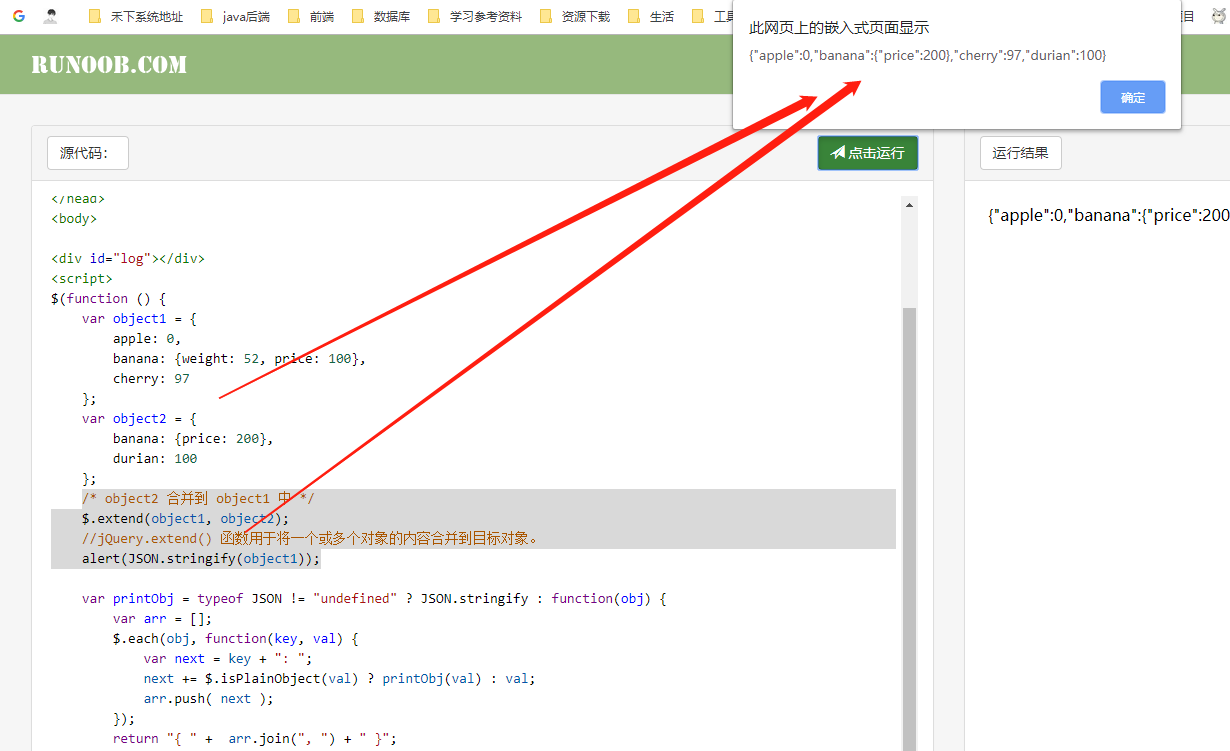 禾下系统地址 java后端 前端 数据库 学习参考资料 资源下载 生活 工具
此网页上的嵌入式页面显示
{"apple":0,"banana":{"price":200},"cherry":97,"durian":100}
确定
RUNOOB.COM
源代码：
点击运行
运行结果
</head>
<body>
<div id="log"></div>
<script>
$(function () {
var object1 = {
apple: 0,
banana: {weight: 52, price: 100},
cherry: 97
};
var object2 = {
banana: {price: 200},
durian: 100
};
/* object2 合并到 object1 中 */
$.extend(object1, object2);
//jQuery.extend() 函数用于将一个或多个对象的内容合并到目标对象。
alert(JSON.stringify(object1));
var printObj = typeof JSON != "undefined" ? JSON.stringify : function(obj) {
var arr = [];
$.each(obj, function(key, val) {
var next = key + ": ";
next += $.isPlainObject(val) ? printObj(val) : val;
arr.push( next );
});
return "{ " +  arr.join(", ") + " }";
{"apple":0,"banana":{"price":200